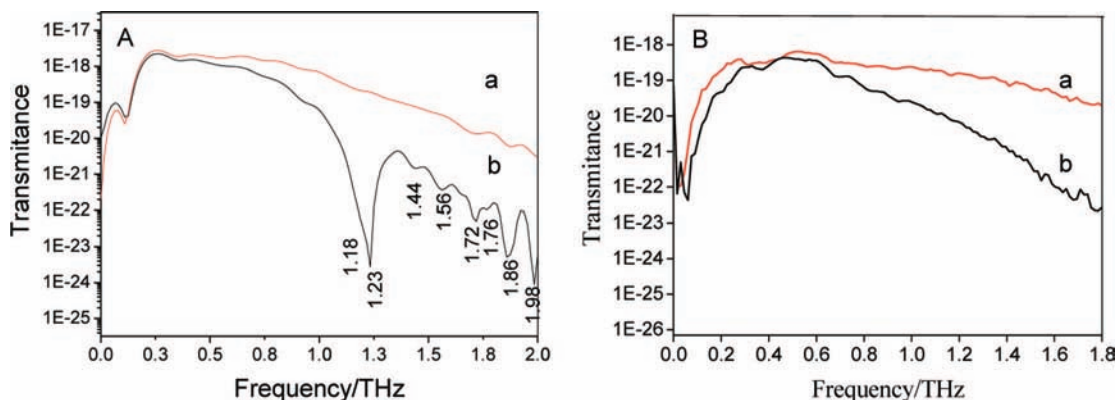 A
a
b
1E-17
1E-18
1E-19
1E-20
1E-21
1E-22
1E-23
1E-24
1E-25
Transmitance
1.18
1.23
1.44
1.56
1.72
1.76
1.86
1.98
0.0 0.3 0.5 0.8 1.0 1.3 1.5 1.8 2.0
Frequency/THz
B
a
b
1E-18
1E-19
1E-20
1E-21
1E-22
1E-23
1E-24
1E-25
1E-26
Transmitance
0.0 0.2 0.4 0.6 0.8 1.0 1.2 1.4 1.6 1.8
Frequency/THz